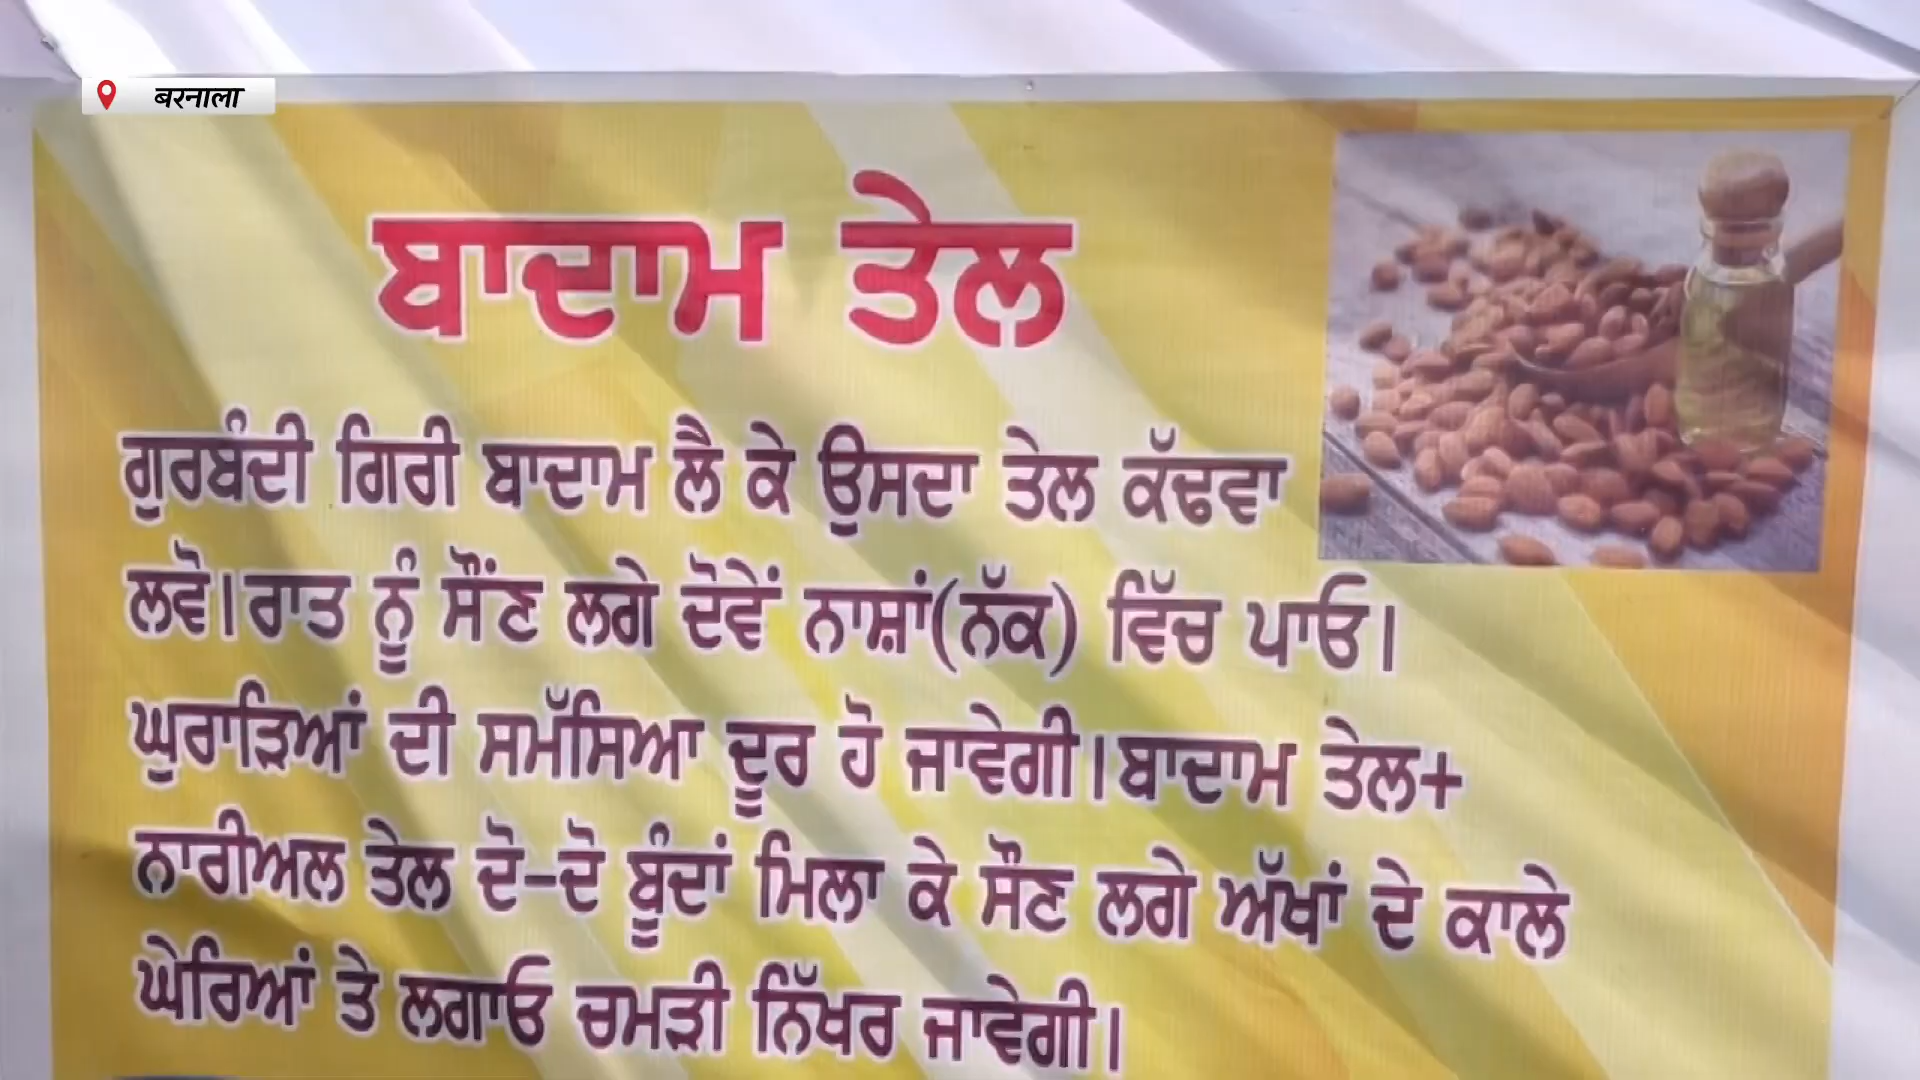 बरनाला
ਬਾਦਾਮ ਤੇਲ
ਗੁਰਬੰਦੀ ਗਿਰੀ ਬਾਦਾਮ ਲੈ ਕੇ ਉਸਦਾ ਤੇਲ ਕੱਢਵਾ
ਲਵੋ।ਰਾਤ ਨੂੰ ਸੌਂਣ ਲਗੇ ਦੋਵੇਂ ਨਾਸ਼ਾਂ(ਨੱਕ) ਵਿੱਚ ਪਾਓ।
ਘੁਰਾੜਿਆਂ ਦੀ ਸਮੱਸਿਆ ਦੂਰ ਹੋ ਜਾਵੇਗੀ।ਬਾਦਾਮ ਤੇਲ+
ਨਾਰੀਅਲ ਤੇਲ ਦੋ-ਦੋ ਬੂੰਦਾਂ ਮਿਲਾ ਕੇ ਸੌਣ ਲਗੇ ਅੱਖਾਂ ਦੇ ਕਾਲੇ
ਘੇਰਿਆਂ ਤੇ ਲਗਾਓ ਚਮੜੀ ਨਿੱਖਰ ਜਾਵੇਗੀ।